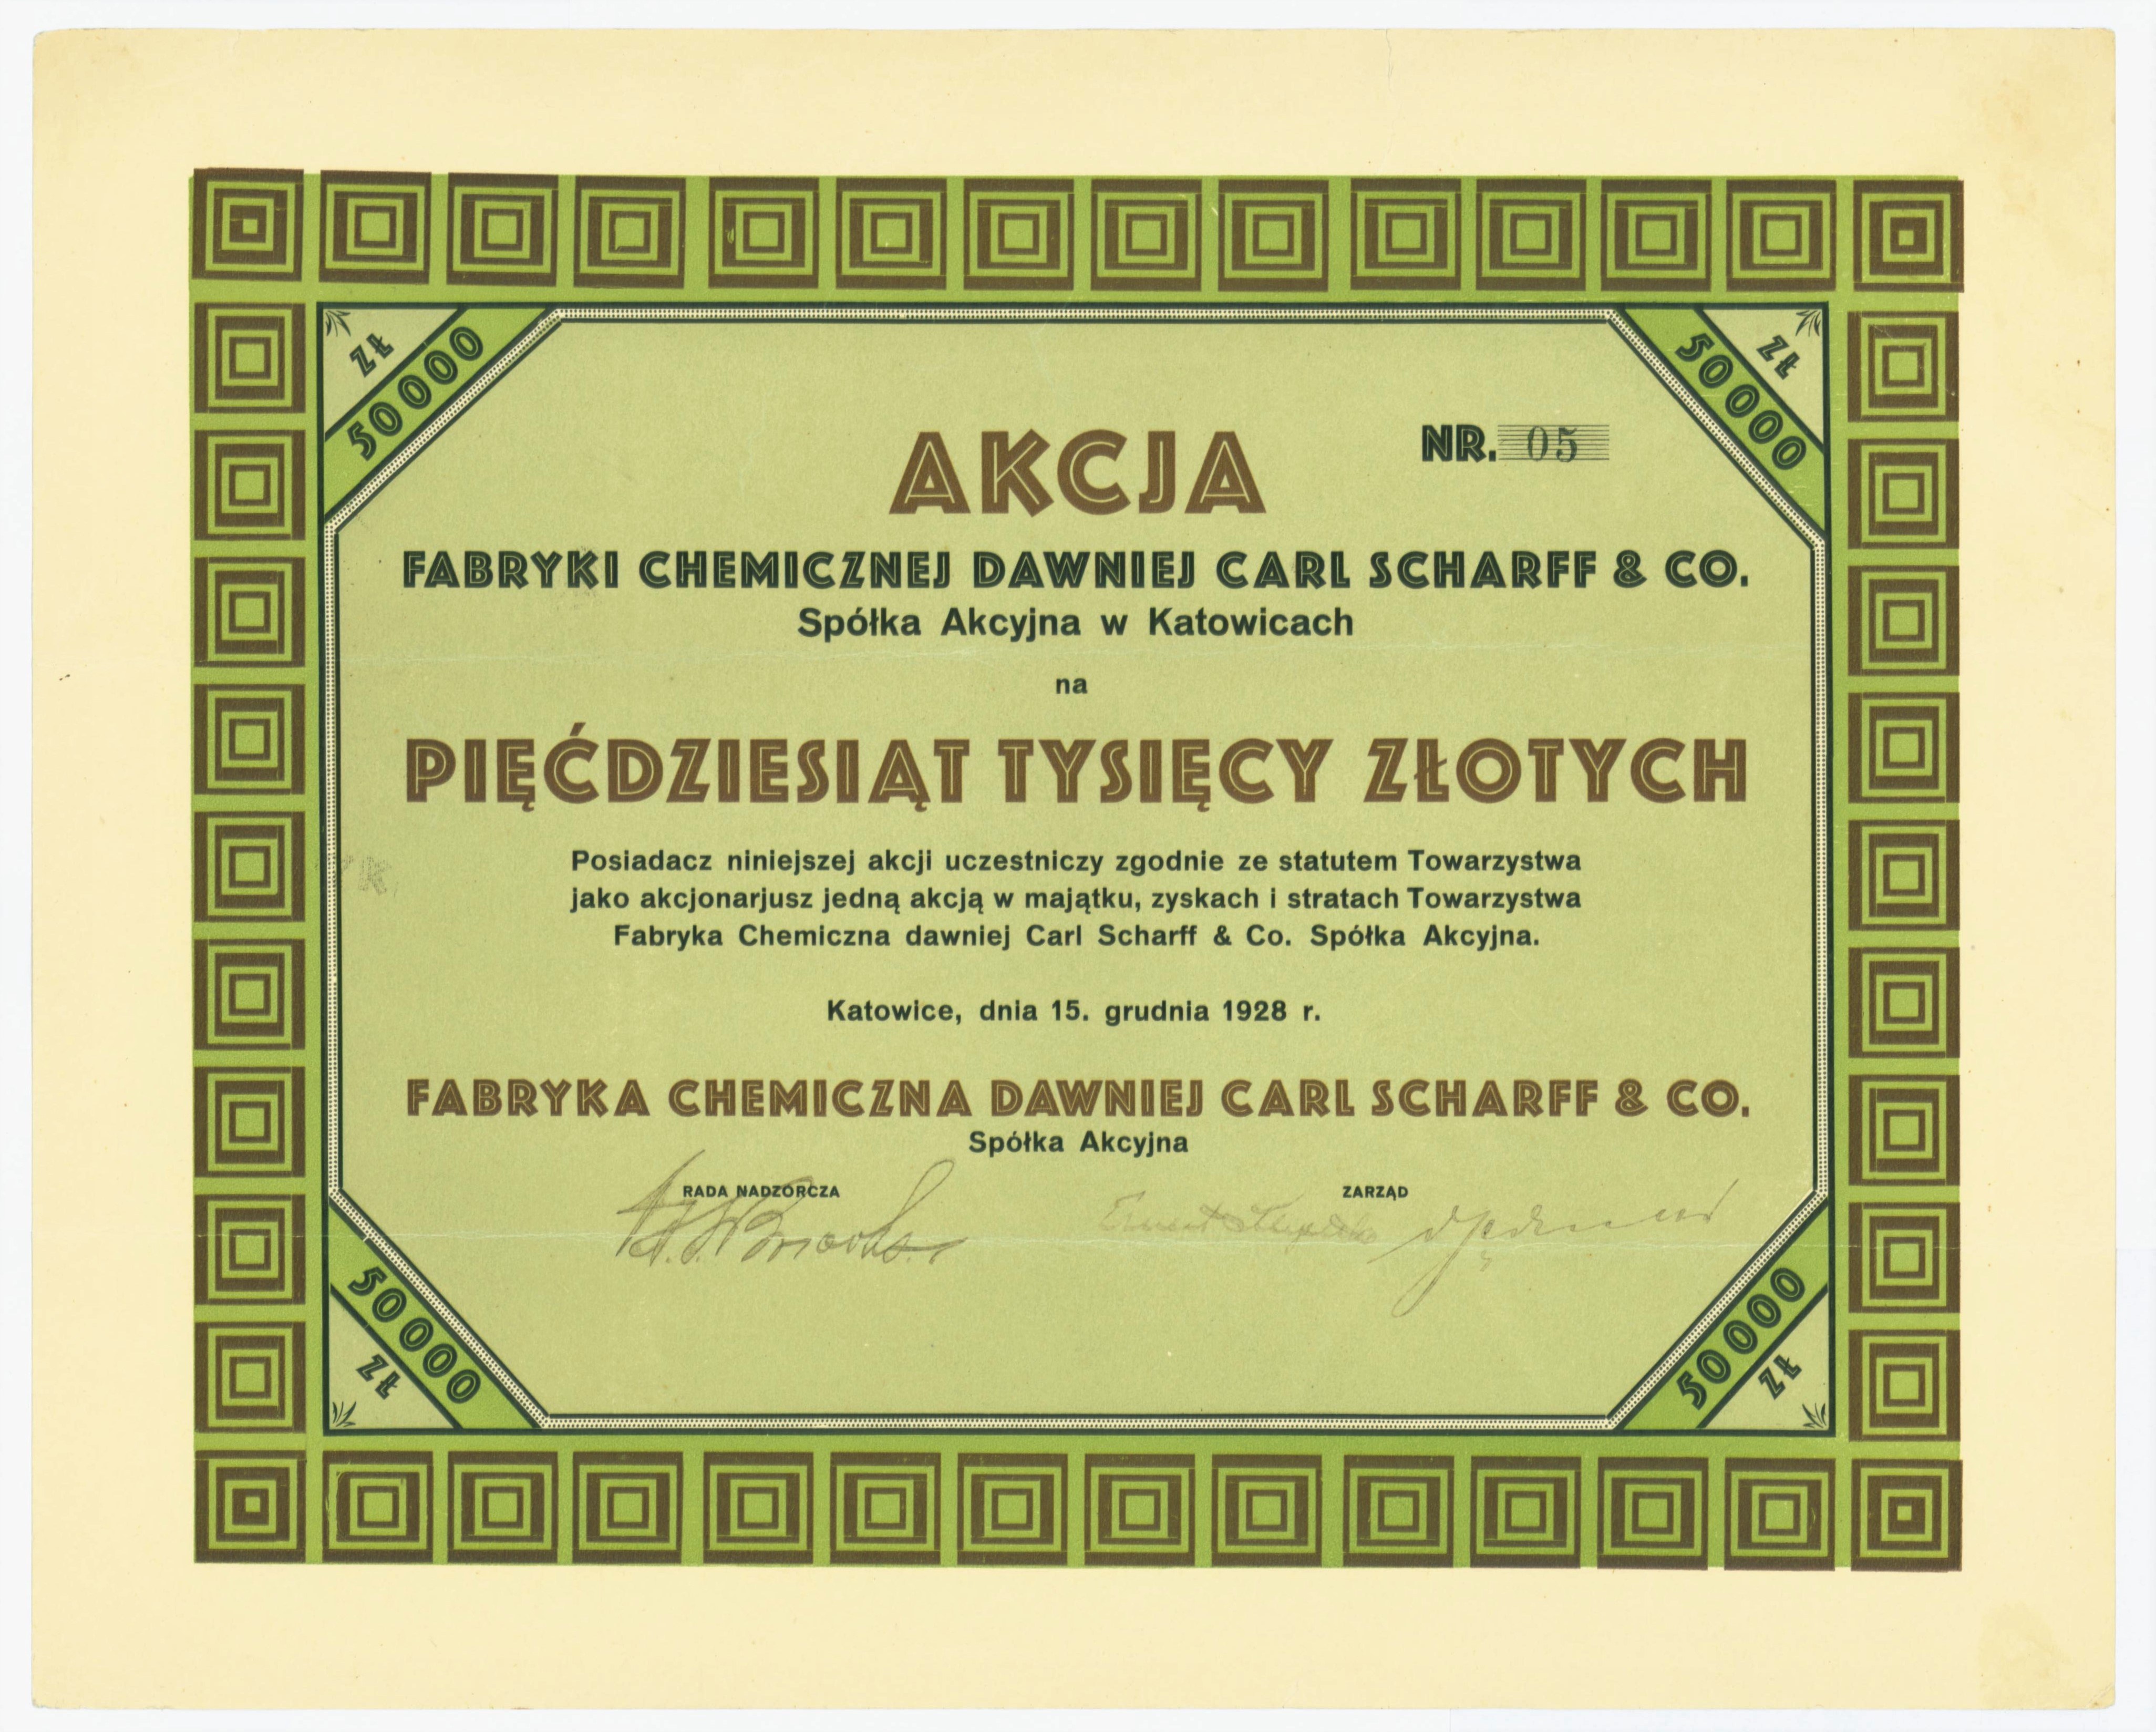 ZŁ
50000
ZŁ
50000
AKCJA
NR. 05
FABRYKI CHEMICZNEJ DAWNIEJ CARL SCHARFF & CO.
Spółka Akcyjna w Katowicach
na
PIĘĆDZIESIĄT TYSIĘCY ZŁOTYCH
Posiadacz niniejszej akcji uczestniczy zgodnie ze statutem Towarzystwa
jako akcjonarjusz jedną akcją w majątku, zyskach i stratach Towarzystwa
Fabryka Chemiczna dawniej Carl Scharff & Co. Spółka Akcyjna.
Katowice, dnia 15. grudnia 1928 r.
FABRYKA CHEMICZNA DAWNIEJ CARL SCHARFF & CO.
Spółka Akcyjna
RADA NADZORCZA
ZARZĄD
50000
ZŁ
50000
ZŁ